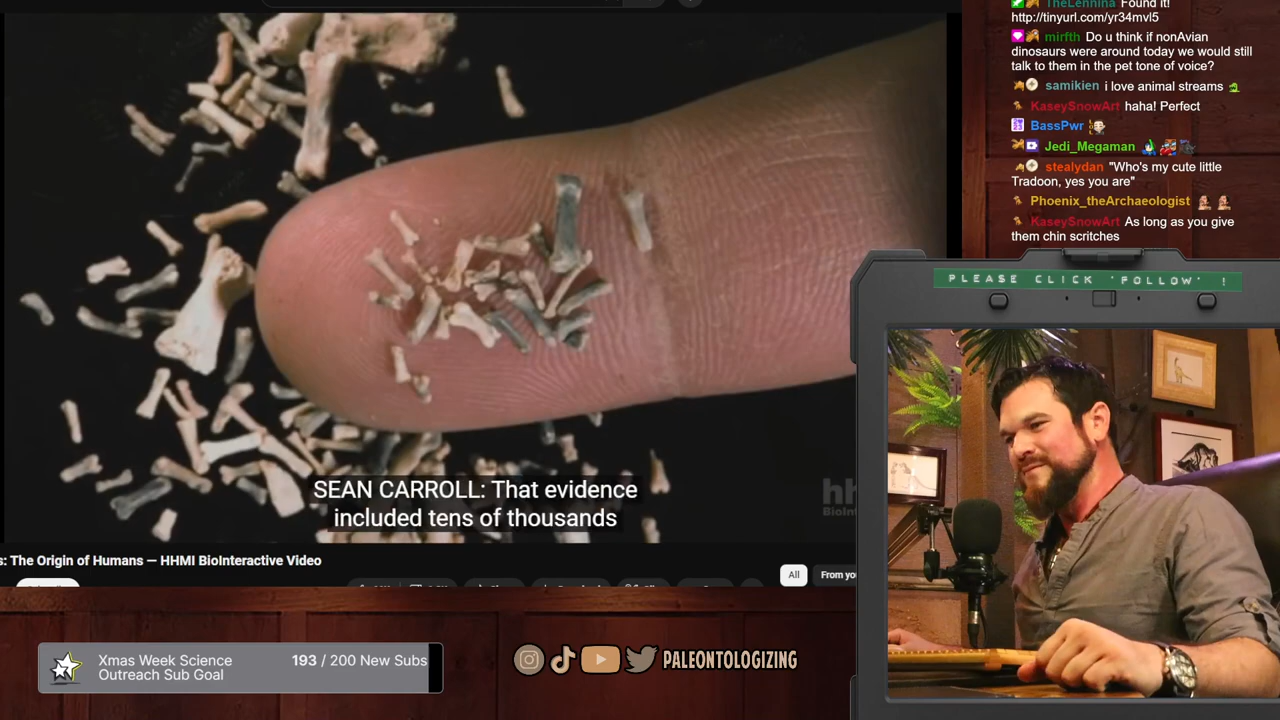 TheLennina Found it!
http://tinyurl.com/yr34mvl5
mirfth Do u think if nonAvian
dinosaurs were around today we would still
talk to them in the pet tone of voice?
samikien i love animal streams
KaseySnowArt haha! Perfect
BassPwr
Jedi_Megaman
stealydan "Who's my cute little
Tradoon, yes you are"
Phoenix_theArchaeologist
KaseySnowArt As long as you give
them chin scritches
PLEASE CLICK 'FOLLOW' !
SEAN CARROLL: That evidence
included tens of thousands
hh
BioInt
s: The Origin of Humans — HHMI BioInteractive Video
All
From yo
Xmas Week Science
Outreach Sub Goal
193 / 200 New Subs
PALEONTOLOGIZING